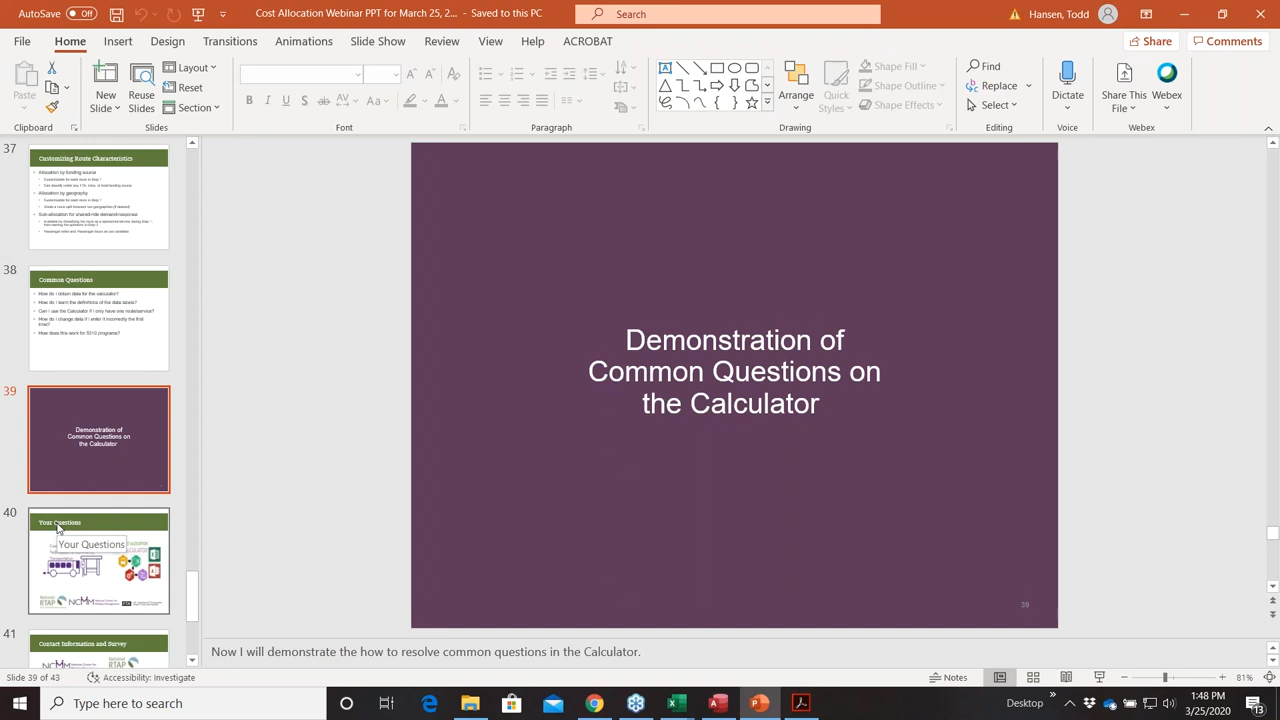 Off
Cost Allocation Webinar for March 25, 2... - Saved to this PC
Search
Hansen, Tod
File Home Insert Design Transitions Animations Slide Show Review View Help ACROBAT
Share Comments
Paste
New Slide
Reuse Slides
Layout
Reset
Section
Arrange
Quick Styles
Shape Fill
Shape Outline
Shape Effects
Find
Replace
Select
Dictate
Share This File
Webex
Clipboard Slides Font Paragraph Drawing Editing Voice Webex
37
Customizing Route Characteristics
Allocation by funding source
Allocation by geography
Sub-allocation for shared-ride demand-response
38
Common Questions
How do I obtain data for the calculator?
How do I learn the definitions of the data labels?
Can I use the Calculator if I only have one route/service?
How do I change data if I enter it incorrectly the first
time?
How does this work for 5310 programs?
39
Demonstration of
Common Questions on
the Calculator
40
Your Questions
Your Questions
National
RTAP
NCMM
41
Contact Information and Survey
Demonstration of
Common Questions on
the Calculator
39
Now I will demonstrate the how to resolve common questions in the Calculator.
Slide 39 of 43
Accessibility: Investigate
Notes
81%
Type here to search
Desktop
1:48 PM
3/25/2020
13